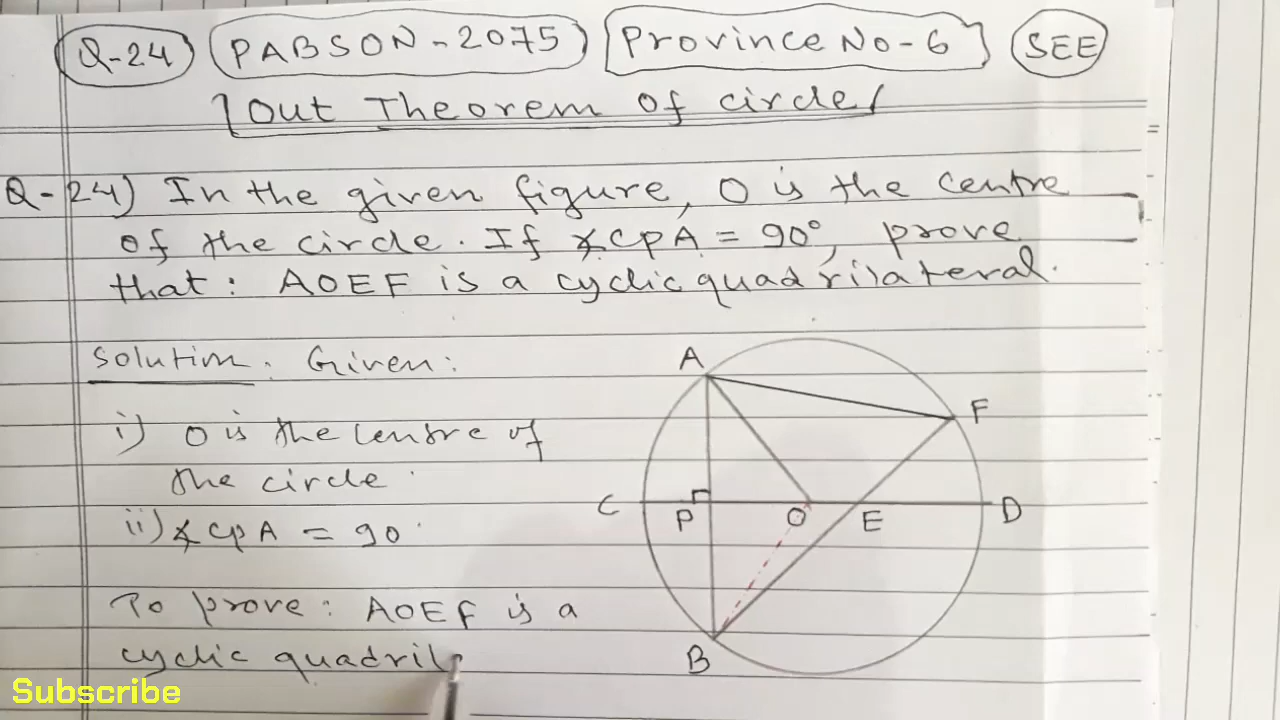 Q-24 PABSON-2075 Province No-6 SEE
Out Theorem of circle
Q-24) In the given figure, O is the centre
of the circle. If ∡CPA = 90°, prove
that: AOEF is a cyclic quadrilateral.
Solution. Given:
i) O is the centre of
the circle.
ii) ∡CPA = 90°
To prove: AOEF is a
cyclic quadril
A
F
C
P
O
E
D
B
Subscribe